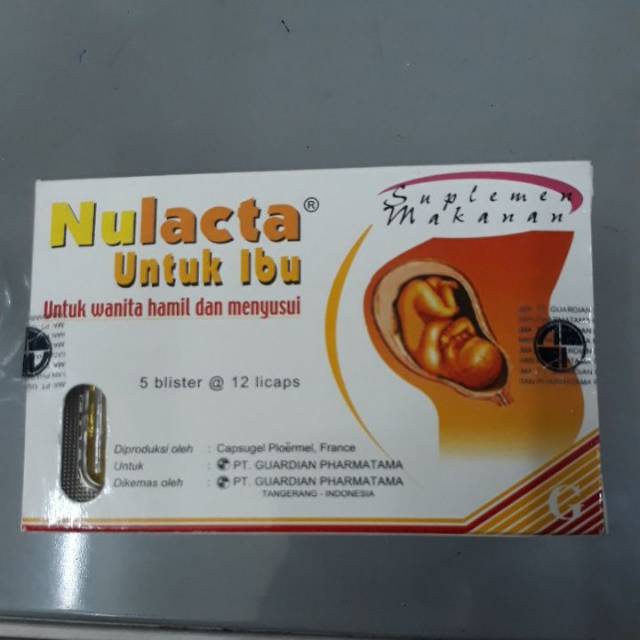 Nulacta®
Untuk Ibu
Untuk wanita hamil dan menyusui
Suplemen
Makanan
5 blister @ 12 licaps
Diproduksi oleh : Capsugel Ploërmel, France
Untuk : PT. GUARDIAN PHARMATAMA
Dikemas oleh : PT. GUARDIAN PHARMATAMA
TANGERANG - INDONESIA
G